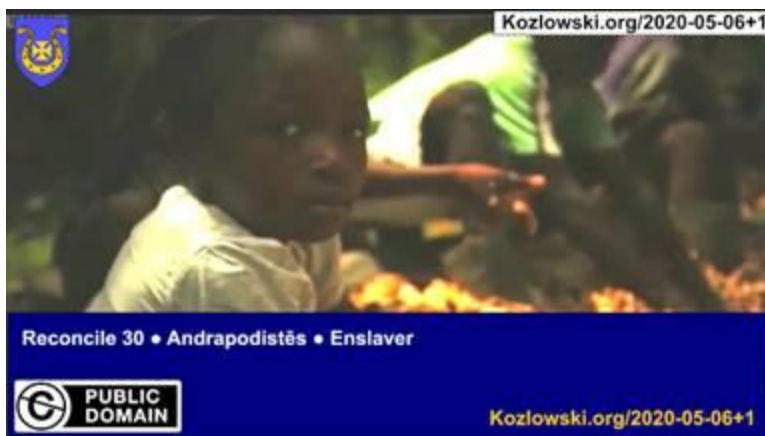 Kozlowski.org/2020-05-06+1
Reconcile 30 ● Andrapodistēs ● Enslaver
PUBLIC
DOMAIN
Kozlowski.org/2020-05-06+1